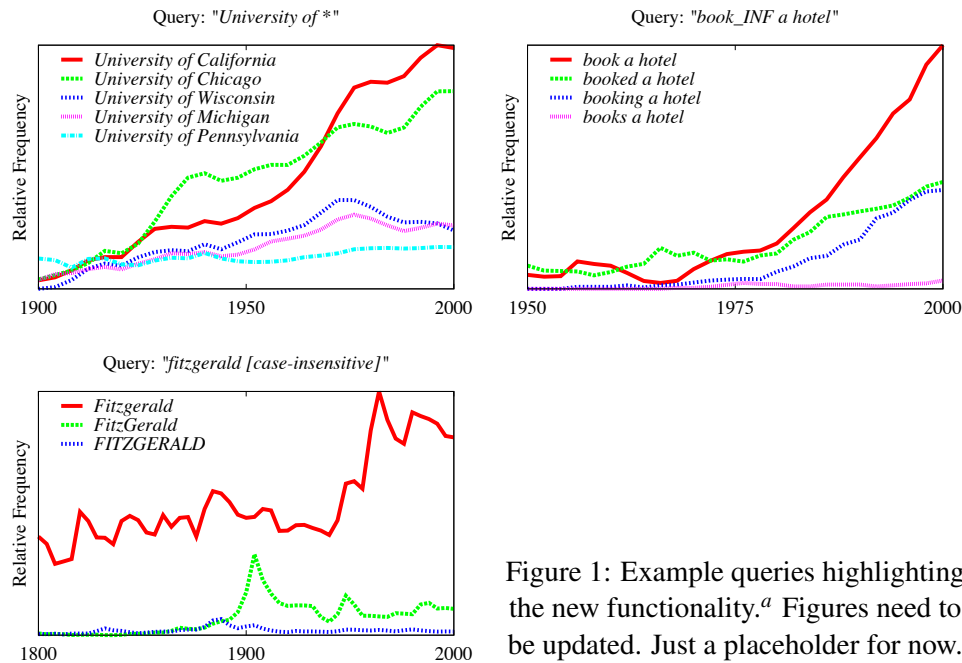 Query: "University of *"
University of California
University of Chicago
University of Wisconsin
University of Michigan
University of Pennsylvania
Relative Frequency
1900 1950 2000
Query: "book_INF a hotel"
book a hotel
booked a hotel
booking a hotel
books a hotel
Relative Frequency
1950 1975 2000
Query: "fitzgerald [case-insensitive]"
Fitzgerald
FitzGerald
FITZGERALD
Relative Frequency
1800 1900 2000
Figure 1: Example queries highlighting
the new functionality.a Figures need to
be updated. Just a placeholder for now.